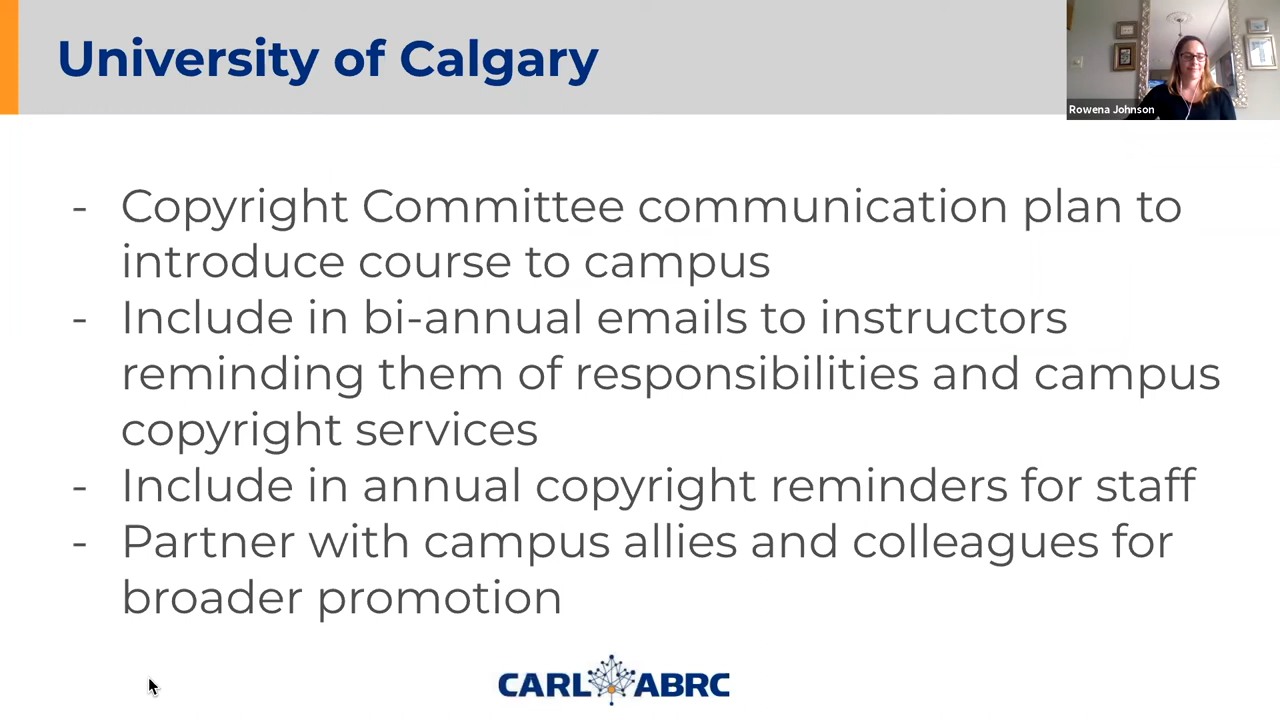 University of Calgary
Rowena Johnson
- Copyright Committee communication plan to
introduce course to campus
- Include in bi-annual emails to instructors
reminding them of responsibilities and campus
copyright services
- Include in annual copyright reminders for staff
- Partner with campus allies and colleagues for
broader promotion
CARL ABRC